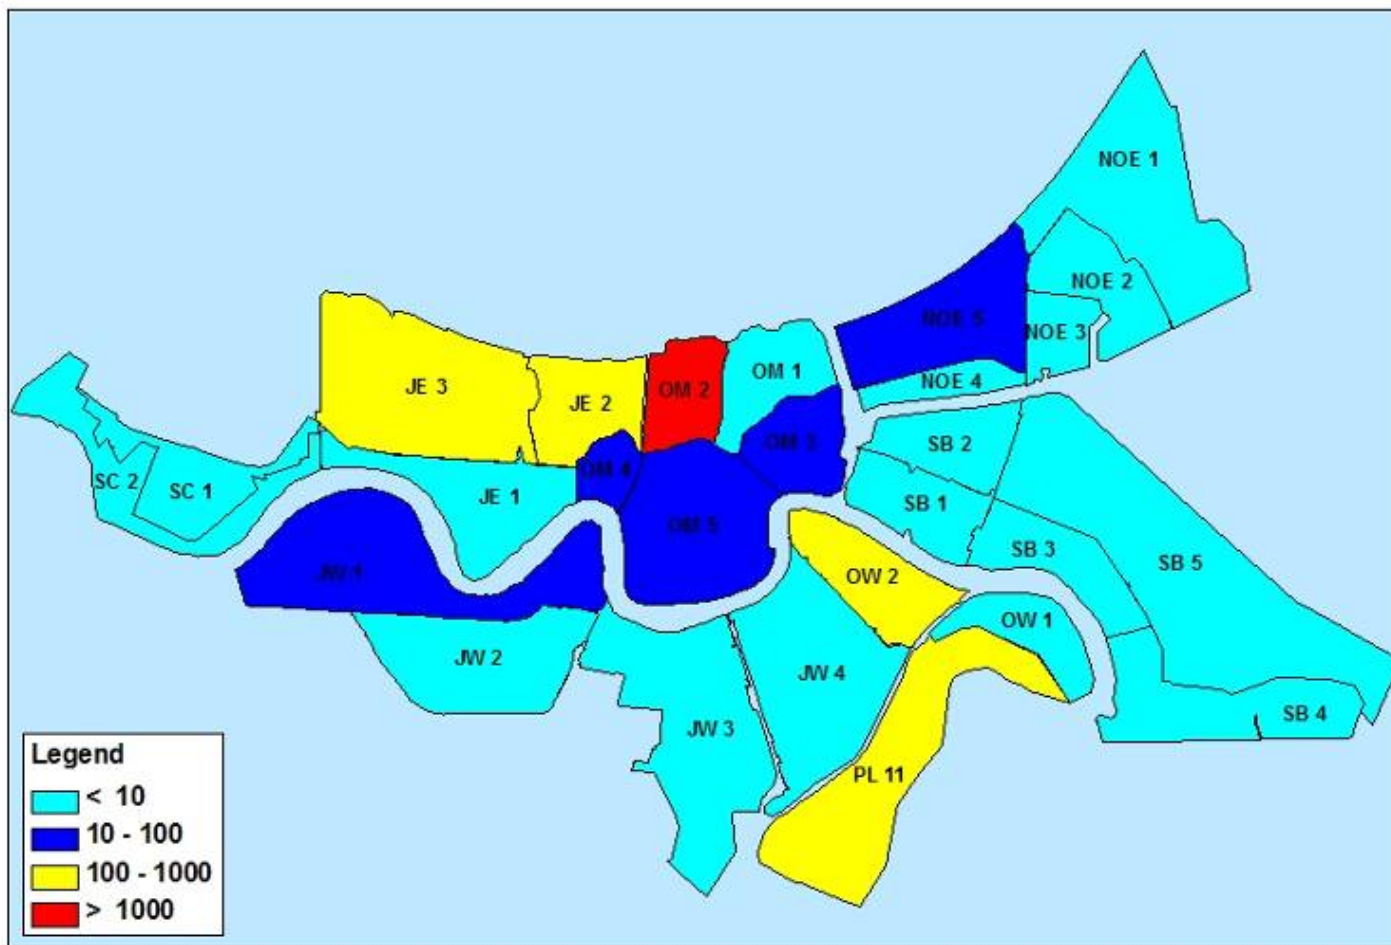 NOE 1
NOE 2
NOE 5
NOE 3
OM 1
NOE 4
JE 3
OM 2
JE 2
OM 3
SB 2
OM 4
SC 2
SC 1
JE 1
SB 1
OM 5
SB 3
SB 5
JW 1
OW 2
OW 1
JW 2
JW 4
SB 4
JW 3
PL 11
Legend
< 10
10 - 100
100 - 1000
> 1000